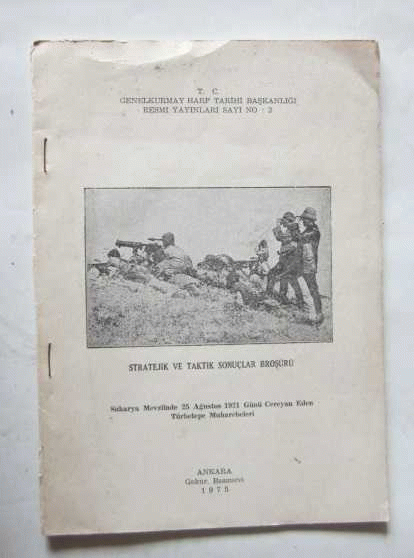 T. C.
GENELKURMAY HARP TARİHİ BAŞKANLIĞI
RESMİ YAYINLARI SAYI NO : 3
STRATEJİK VE TAKTİK SONUÇLAR BROŞÜRÜ
Sakarya Mevziinde 25 Ağustos 1921 Günü Cereyan Eden
Türbetepe Muharebeleri
ANKARA
Gnkur. Basımevi
1975